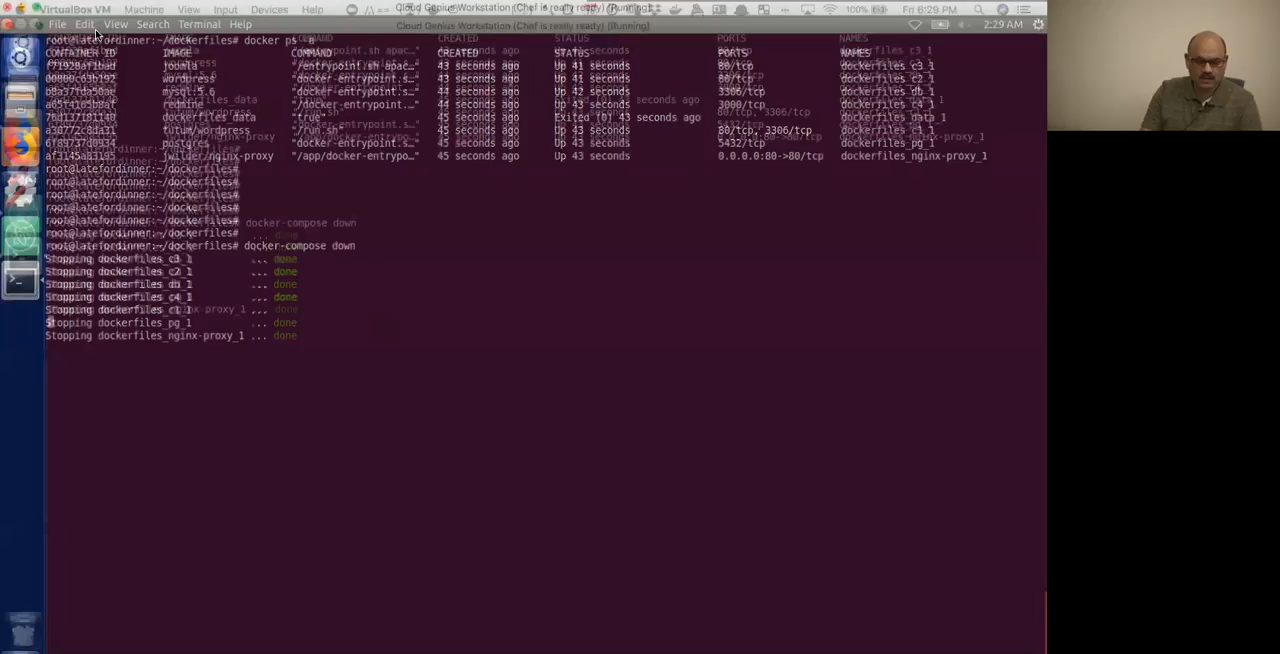 VirtualBox VM Machine View Input Devices Help Cloud Genius Workstation (Chef is really ready) [Running] 100% Fri 6:29 PM
File Edit View Search Terminal Help Cloud Genius Workstation (Chef is really ready) [Running] 2:29 AM
root@latefordinner:~/dockerfiles# docker ps -a
CONTAINER ID IMAGE COMMAND CREATED STATUS PORTS NAMES
joomla "/entrypoint.sh apac…" 43 seconds ago Up 41 seconds 80/tcp dockerfiles_c3_1
wordpress "docker-entrypoint.s…" 43 seconds ago Up 41 seconds 80/tcp dockerfiles_c2_1
mysql:5.6 "docker-entrypoint.s…" 44 seconds ago Up 42 seconds 3306/tcp dockerfiles_db_1
redmine "/docker-entrypoint.…" 44 seconds ago Up 43 seconds 3000/tcp dockerfiles_c4_1
dockerfiles_data "true" 45 seconds ago Exited (0) 43 seconds ago dockerfiles_data_1
tutum/wordpress "/run.sh" 45 seconds ago Up 43 seconds 80/tcp, 3306/tcp dockerfiles_c1_1
postgres "docker-entrypoint.s…" 45 seconds ago Up 43 seconds 5432/tcp dockerfiles_pg_1
jwilder/nginx-proxy "/app/docker-entrypo…" 45 seconds ago Up 43 seconds 0.0.0.0:80->80/tcp dockerfiles_nginx-proxy_1
root@latefordinner:~/dockerfiles#
root@latefordinner:~/dockerfiles#
root@latefordinner:~/dockerfiles#
root@latefordinner:~/dockerfiles#
root@latefordinner:~/dockerfiles#
root@latefordinner:~/dockerfiles#
root@latefordinner:~/dockerfiles# docker-compose down
Stopping dockerfiles_c3_1 ... done
Stopping dockerfiles_c2_1 ... done
Stopping dockerfiles_db_1 ... done
Stopping dockerfiles_c4_1 ... done
Stopping dockerfiles_c1_1 ... done
Stopping dockerfiles_pg_1 ... done
Stopping dockerfiles_nginx-proxy_1 ... done